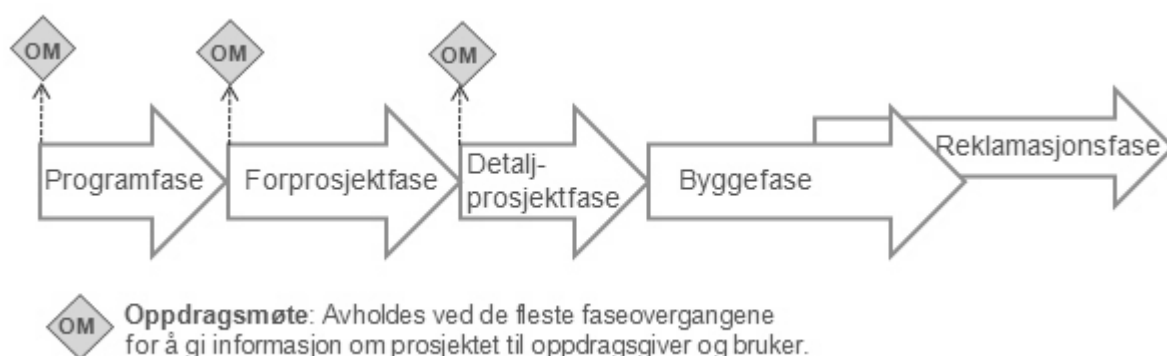 OM
OM
OM
Programfase
Forprosjektfase
Detalj-
prosjektfase
Byggefase
Reklamasjonsfase
OM
Oppdragsmøte: Avholdes ved de fleste faseovergangene
for å gi informasjon om prosjektet til oppdragsgiver og bruker.